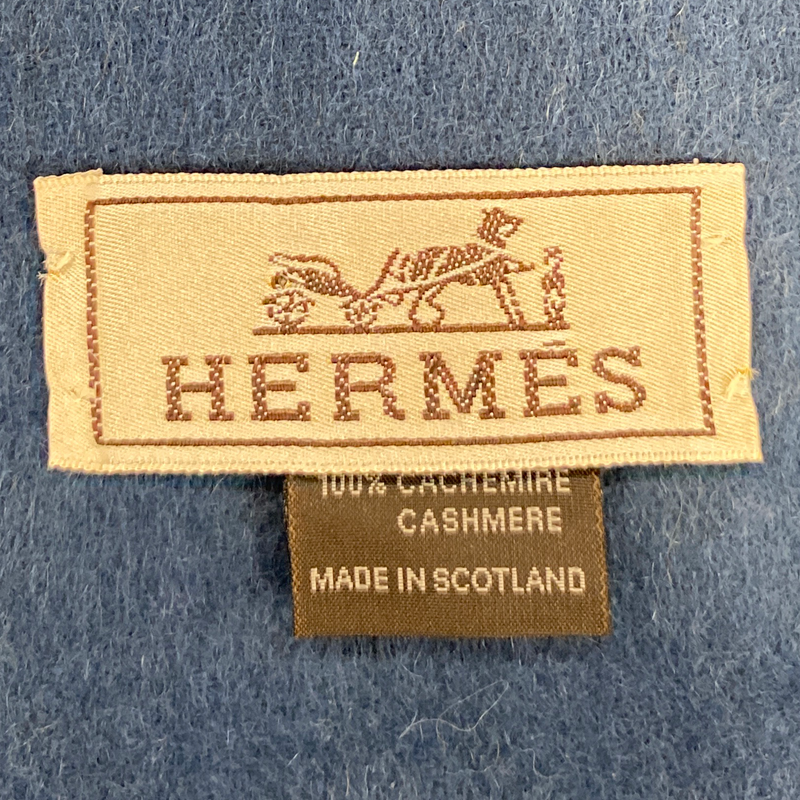 HERMÈS
100% CACHEMIRE
CASHMERE
MADE IN SCOTLAND